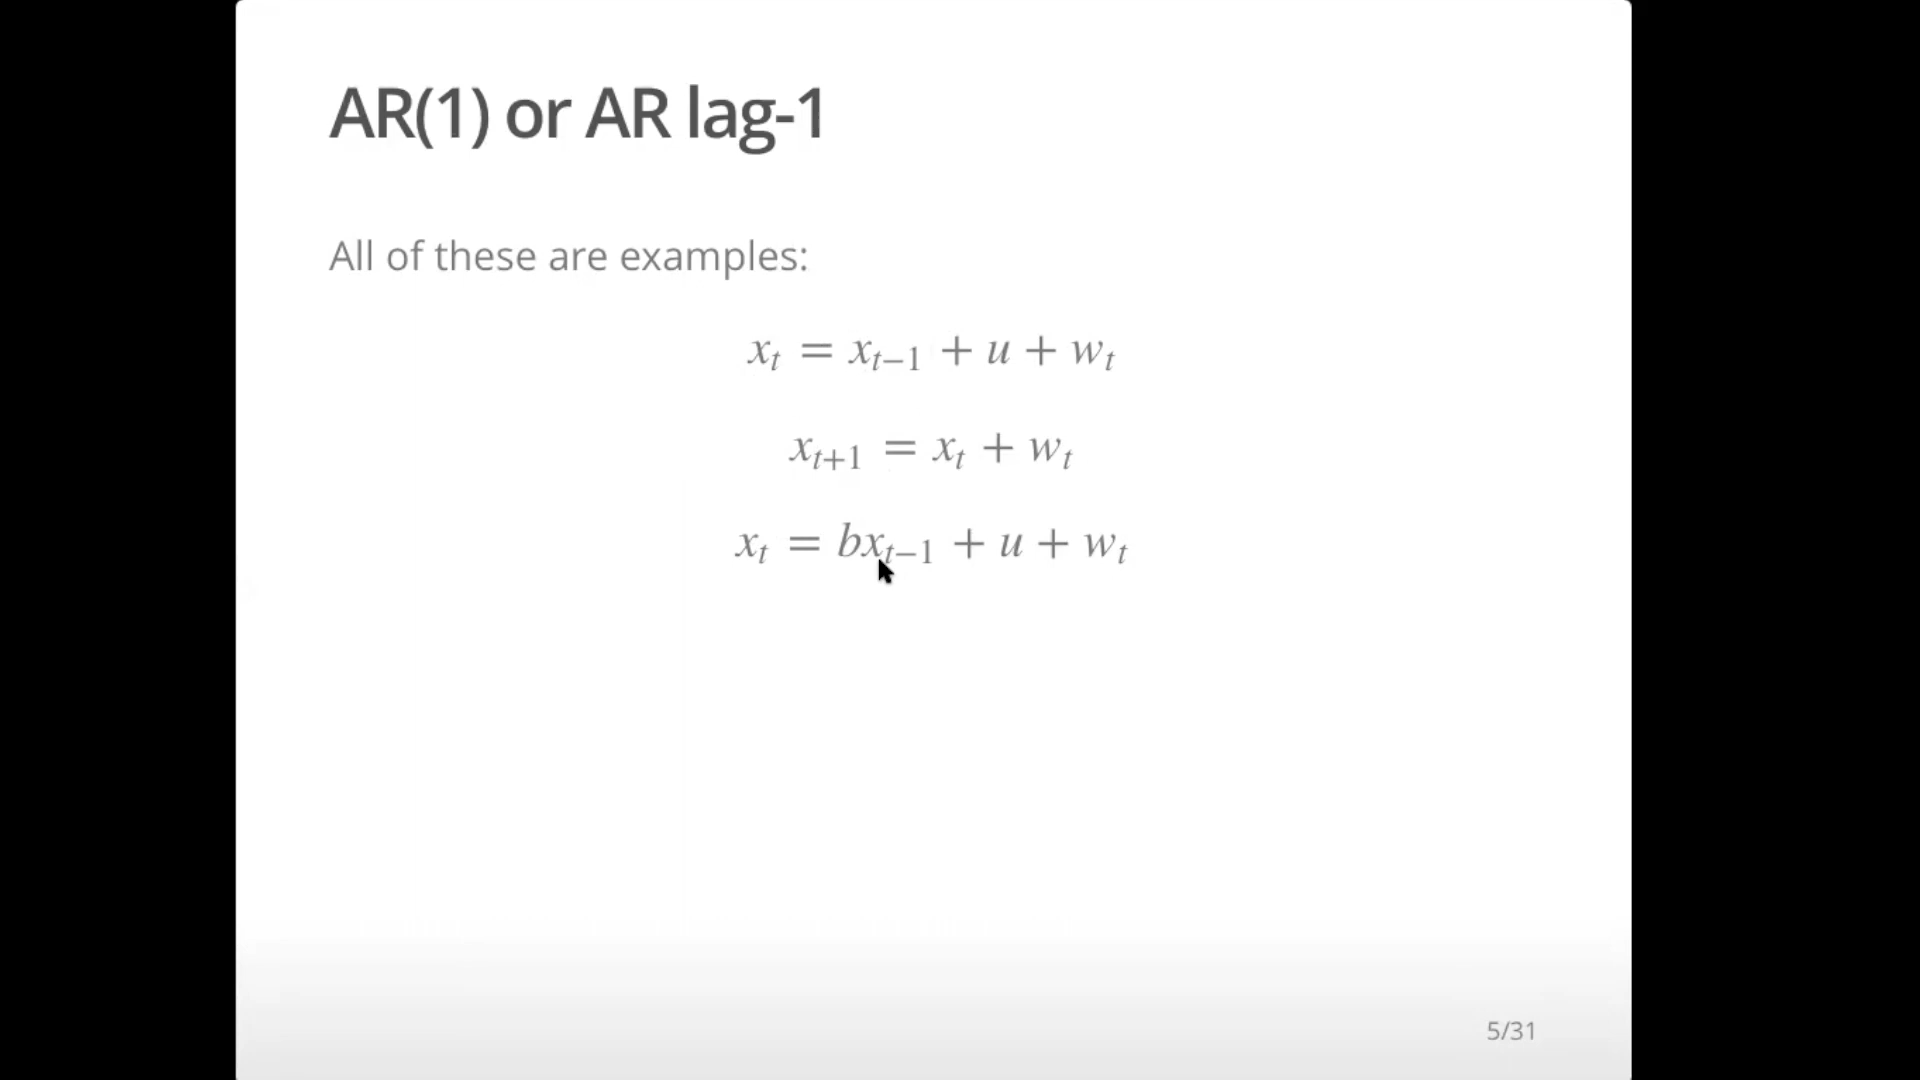 AR(1) or AR lag-1
All of these are examples:
$x_t = x_{t-1} + u + w_t$
$x_{t+1} = x_t + w_t$
$x_t = bx_{t-1} + u + w_t$
5/31